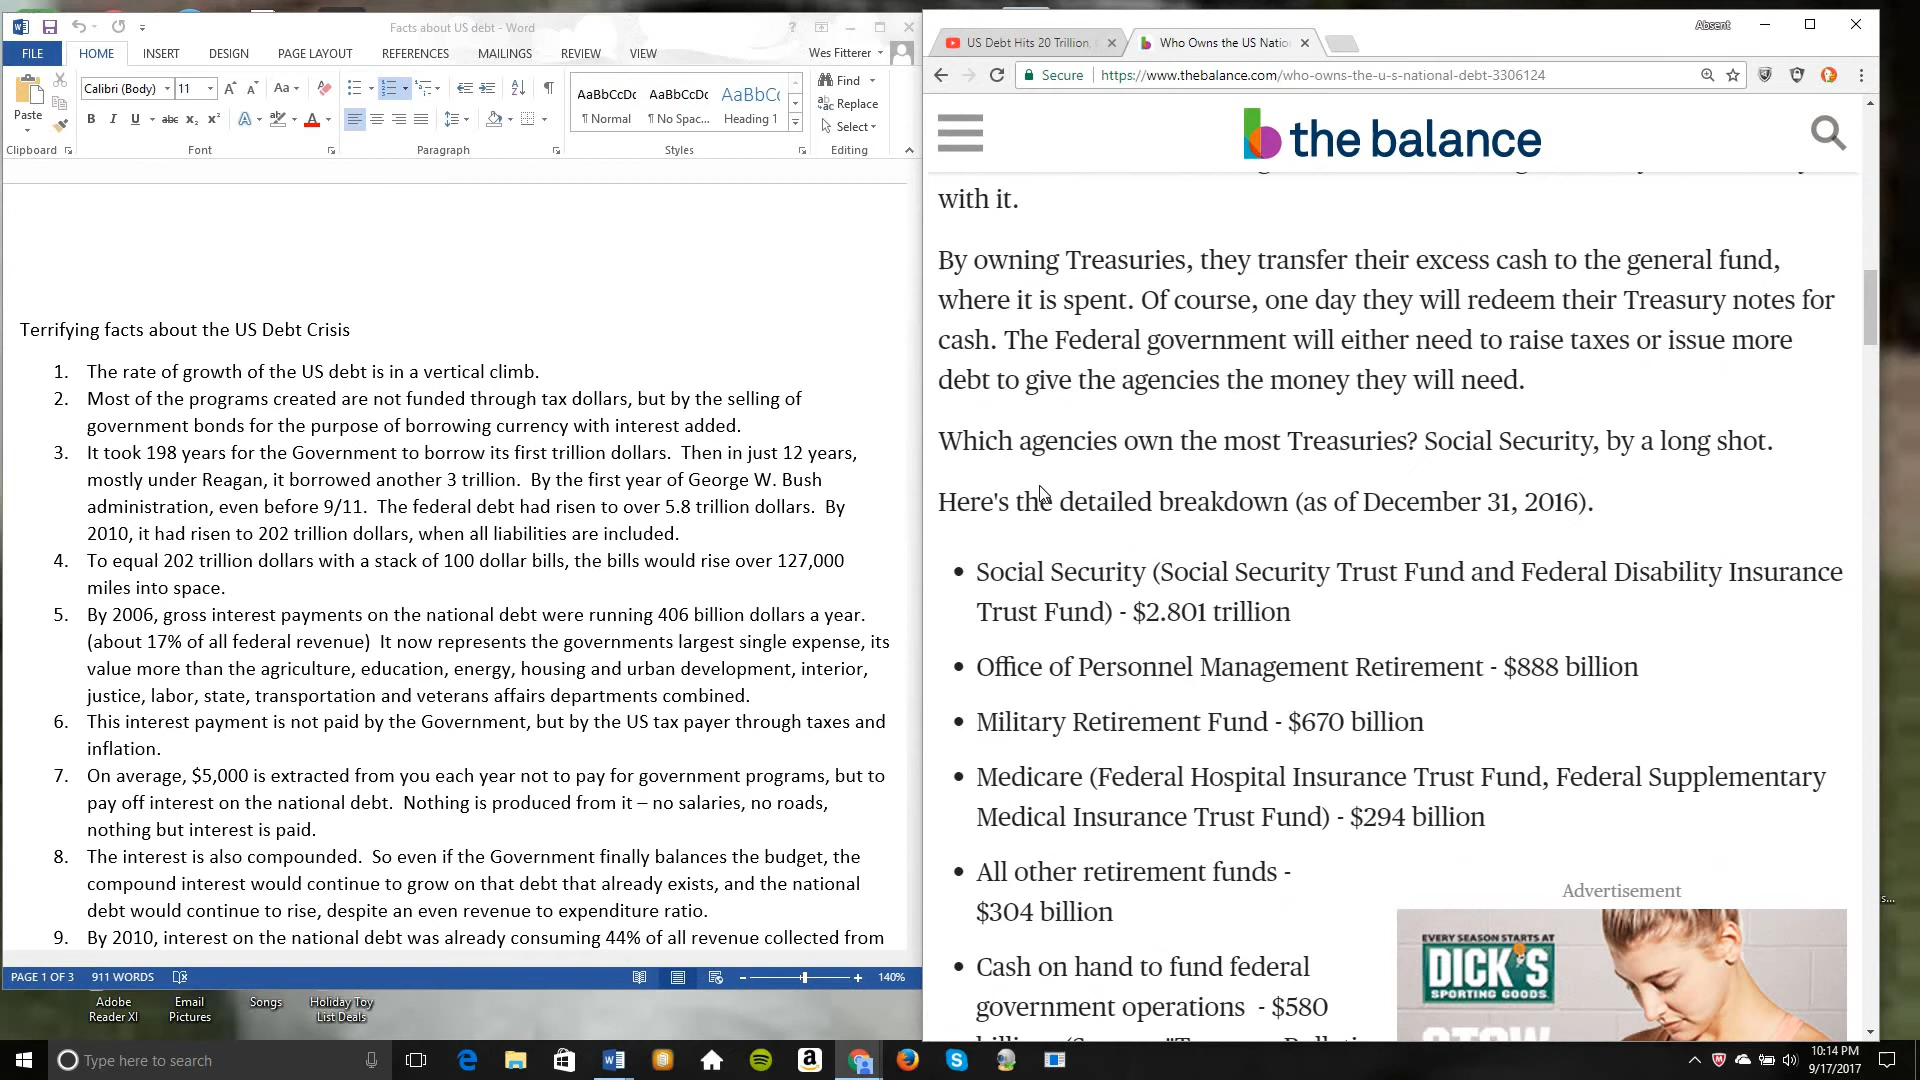 Facts about US debt - Word
FILE HOME INSERT DESIGN PAGE LAYOUT REFERENCES MAILINGS REVIEW VIEW Wes Fitterer
Calibri (Body) 11
Paste
Clipboard Font Paragraph Styles Editing
AaBbCcDc AaBbCcDc AaBbCc
¶ Normal ¶ No Spac... Heading 1
Find
Replace
Select
Terrifying facts about the US Debt Crisis
1. The rate of growth of the US debt is in a vertical climb.
2. Most of the programs created are not funded through tax dollars, but by the selling of
government bonds for the purpose of borrowing currency with interest added.
3. It took 198 years for the Government to borrow its first trillion dollars. Then in just 12 years,
mostly under Reagan, it borrowed another 3 trillion. By the first year of George W. Bush
administration, even before 9/11. The federal debt had risen to over 5.8 trillion dollars. By
2010, it had risen to 202 trillion dollars, when all liabilities are included.
4. To equal 202 trillion dollars with a stack of 100 dollar bills, the bills would rise over 127,000
miles into space.
5. By 2006, gross interest payments on the national debt were running 406 billion dollars a year.
(about 17% of all federal revenue) It now represents the governments largest single expense, its
value more than the agriculture, education, energy, housing and urban development, interior,
justice, labor, state, transportation and veterans affairs departments combined.
6. This interest payment is not paid by the Government, but by the US tax payer through taxes and
inflation.
7. On average, $5,000 is extracted from you each year not to pay for government programs, but to
pay off interest on the national debt. Nothing is produced from it – no salaries, no roads,
nothing but interest is paid.
8. The interest is also compounded. So even if the Government finally balances the budget, the
compound interest would continue to grow on that debt that already exists, and the national
debt would continue to rise, despite an even revenue to expenditure ratio.
9. By 2010, interest on the national debt was already consuming 44% of all revenue collected from
PAGE 1 OF 3 911 WORDS 140%
Adobe Reader XI
Email Pictures
Songs
Holiday Toy List Deals
Absent
US Debt Hits 20 Trillion, Who Owns the US Natio
Secure https://www.thebalance.com/who-owns-the-u-s-national-debt-3306124
the balance
with it.
By owning Treasuries, they transfer their excess cash to the general fund,
where it is spent. Of course, one day they will redeem their Treasury notes for
cash. The Federal government will either need to raise taxes or issue more
debt to give the agencies the money they will need.
Which agencies own the most Treasuries? Social Security, by a long shot.
Here's the detailed breakdown (as of December 31, 2016).
• Social Security (Social Security Trust Fund and Federal Disability Insurance
Trust Fund) - $2.801 trillion
• Office of Personnel Management Retirement - $888 billion
• Military Retirement Fund - $670 billion
• Medicare (Federal Hospital Insurance Trust Fund, Federal Supplementary
Medical Insurance Trust Fund) - $294 billion
• All other retirement funds -
$304 billion
• Cash on hand to fund federal
government operations - $580
Advertisement
EVERY SEASON STARTS AT
DICK'S
SPORTING GOODS
Type here to search
10:14 PM
9/17/2017